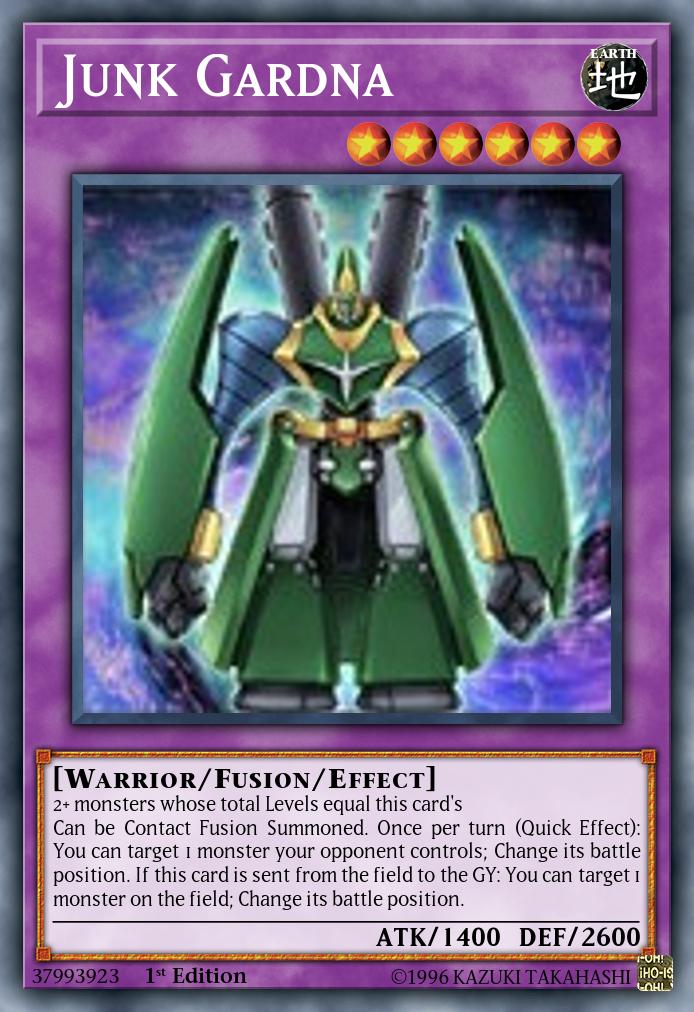 Junk Gardna
EARTH
地
[Warrior/Fusion/Effect]
2+ monsters whose total Levels equal this card's
Can be Contact Fusion Summoned. Once per turn (Quick Effect):
You can target 1 monster your opponent controls; Change its battle
position. If this card is sent from the field to the GY: You can target 1
monster on the field; Change its battle position.
ATK/1400 DEF/2600
37993923 1st Edition ©1996 KAZUKI TAKAHASHI